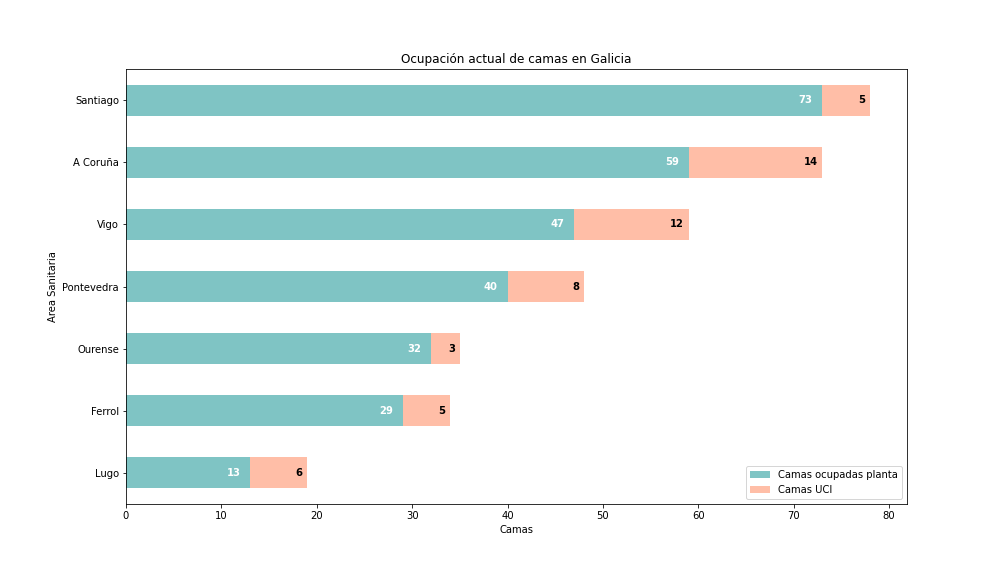 Ocupación actual de camas en Galicia
Area Sanitaria
Santiago 73 5
A Coruña 59 14
Vigo 47 12
Pontevedra 40 8
Ourense 32 3
Ferrol 29 5
Lugo 13 6
Camas ocupadas planta
Camas UCI
0 10 20 30 40 50 60 70 80
Camas